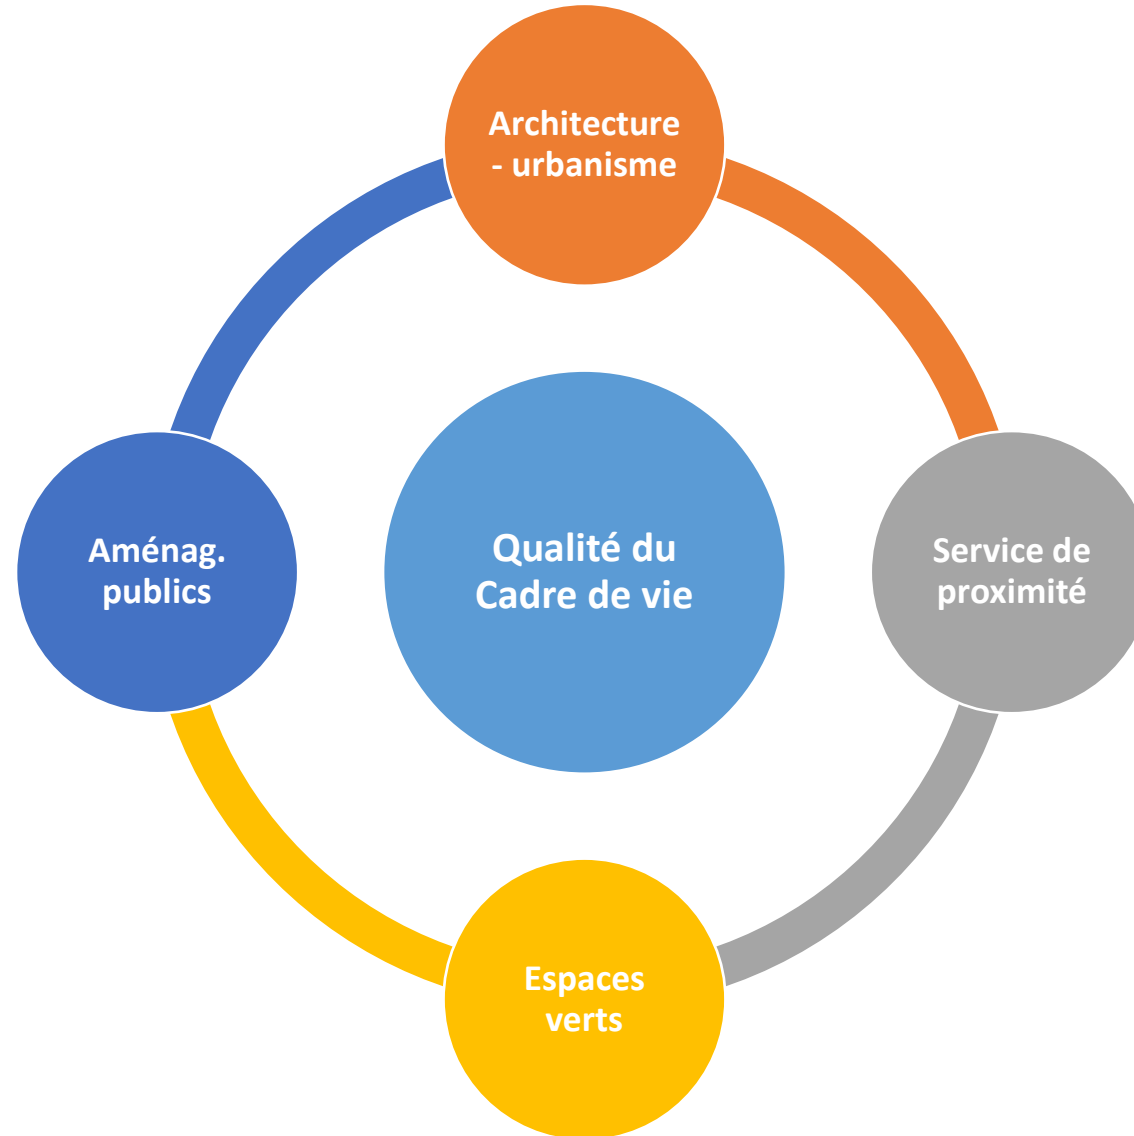 Architecture
- urbanisme
Aménag.
publics
Qualité du
Cadre de vie
Service de
proximité
Espaces
verts